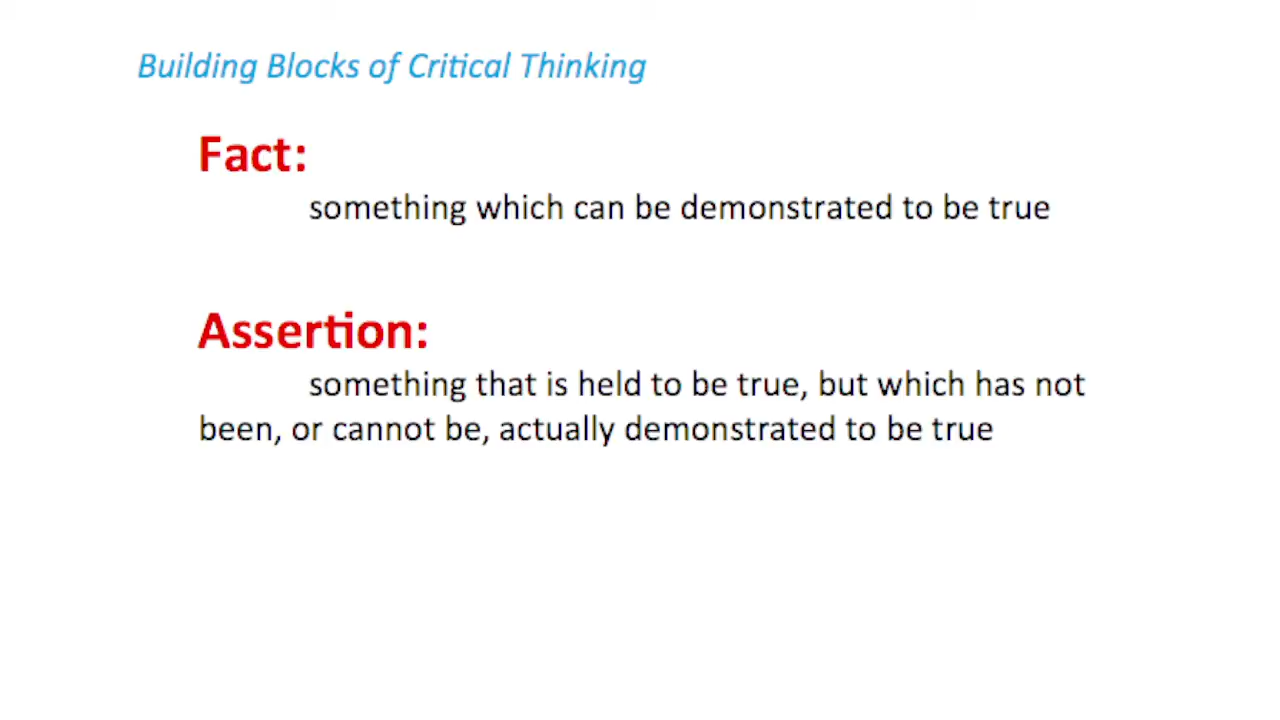 Building Blocks of Critical Thinking
Fact:
something which can be demonstrated to be true
Assertion:
something that is held to be true, but which has not
been, or cannot be, actually demonstrated to be true